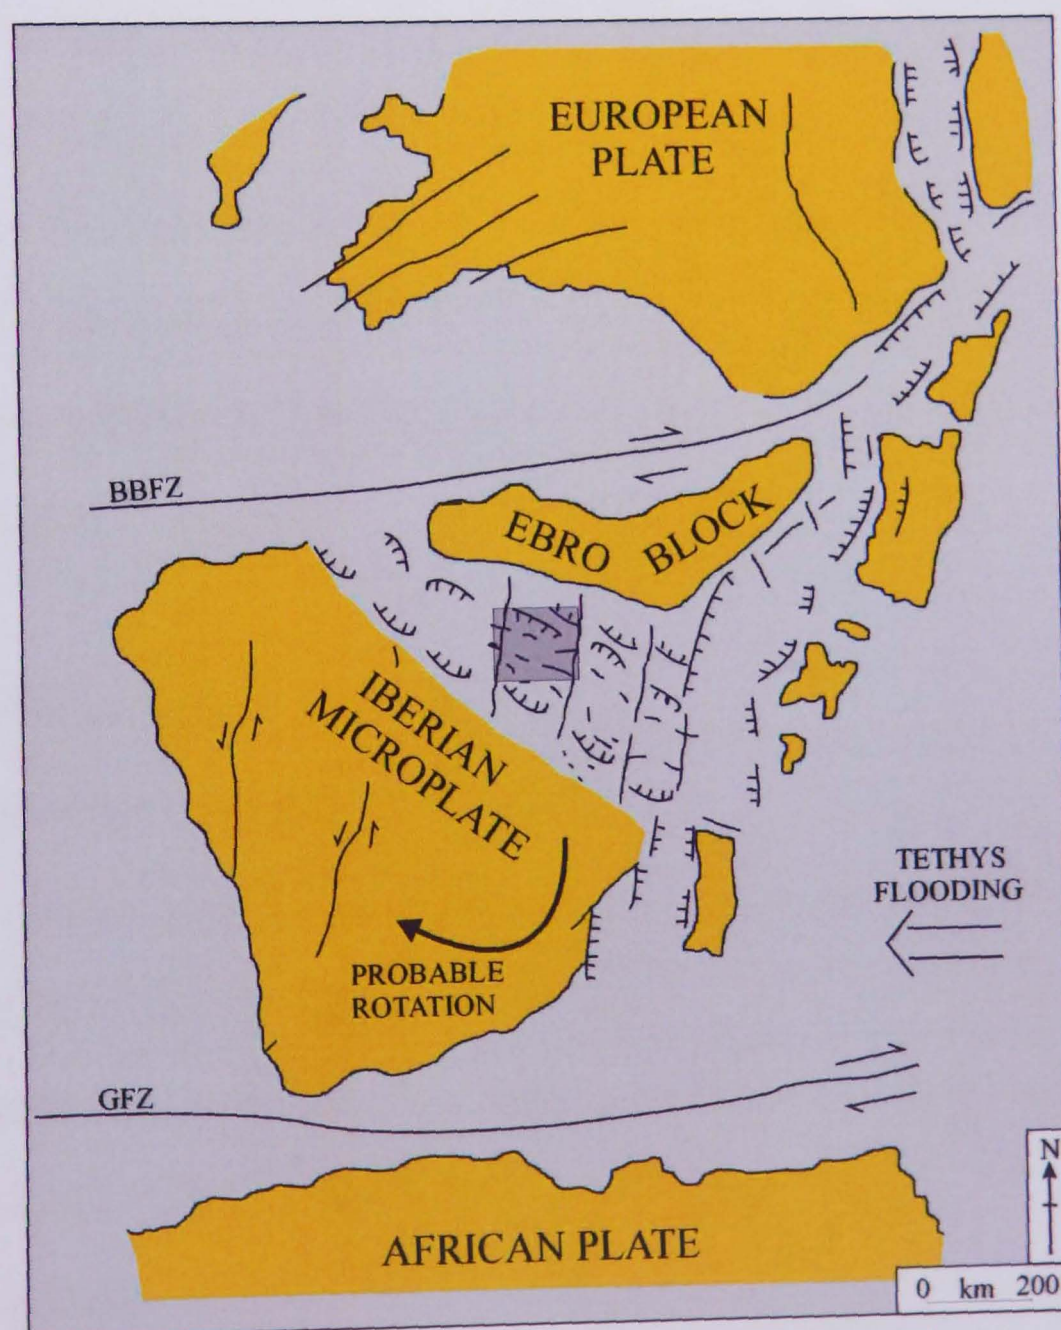 EUROPEAN
PLATE
BBFZ
EBRO BLOCK
IBERIAN
MICROPLATE
TETHYS
FLOODING
PROBABLE
ROTATION
GFZ
N
AFRICAN PLATE
0 km 200